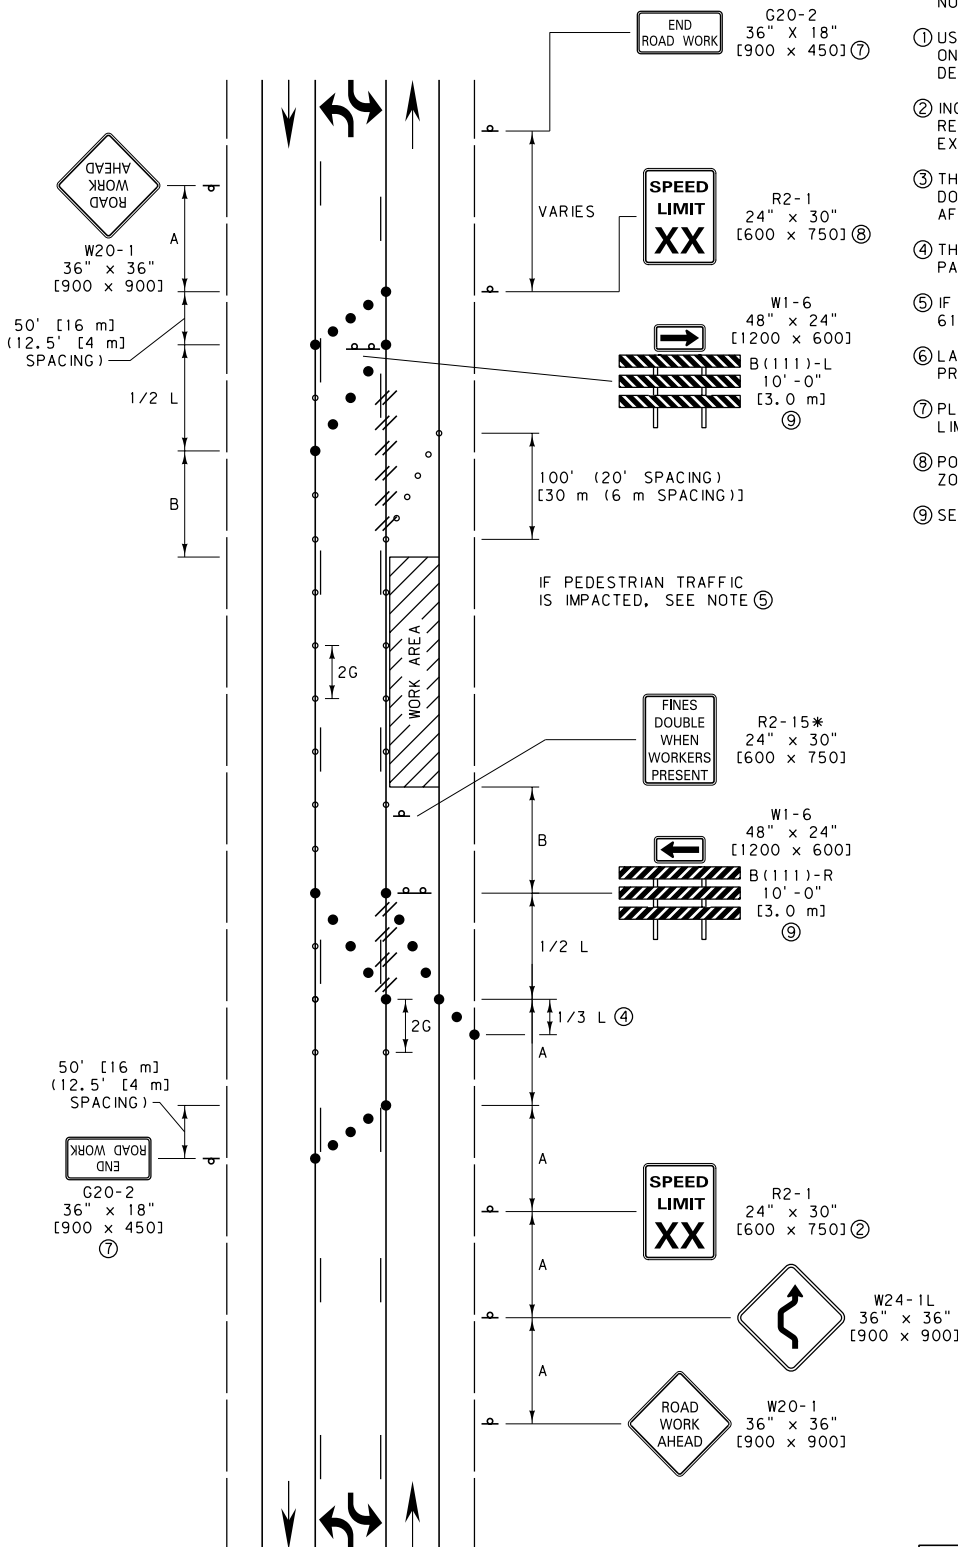 END
ROAD WORK
G20-2
36" X 18"
[900 x 450] ⑦
ROAD
WORK
AHEAD
W20-1
36" x 36"
[900 x 900]
A
VARIES
SPEED
LIMIT
XX
R2-1
24" x 30"
[600 x 750] ⑧
50' [16 m]
(12.5' [4 m]
SPACING)
1/2 L
B
W1-6
48" x 24"
[1200 x 600]
B(111)-L
10'-0"
[3.0 m]
⑨
100' (20' SPACING)
[30 m (6 m SPACING)]
IF PEDESTRIAN TRAFFIC
IS IMPACTED, SEE NOTE ⑤
WORK AREA
2G
FINES
DOUBLE
WHEN
WORKERS
PRESENT
R2-15*
24" x 30"
[600 x 750]
B
W1-6
48" x 24"
[1200 x 600]
B(111)-R
10'-0"
[3.0 m]
⑨
1/2 L
1/3 L ④
2G
A
50' [16 m]
(12.5' [4 m]
SPACING)
END
ROAD WORK
G20-2
36" x 18"
[900 x 450]
⑦
A
SPEED
LIMIT
XX
R2-1
24" x 30"
[600 x 750] ②
A
W24-1L
36" x 36"
[900 x 900]
A
ROAD
WORK
AHEAD
W20-1
36" x 36"
[900 x 900]
① US
ON
DE
② INC
RE
EX
③ TH
DO
AF
④ TH
PA
⑤ IF
61
⑥ LA
PR
⑦ PL
LIM
⑧ PO
ZO
⑨ SE